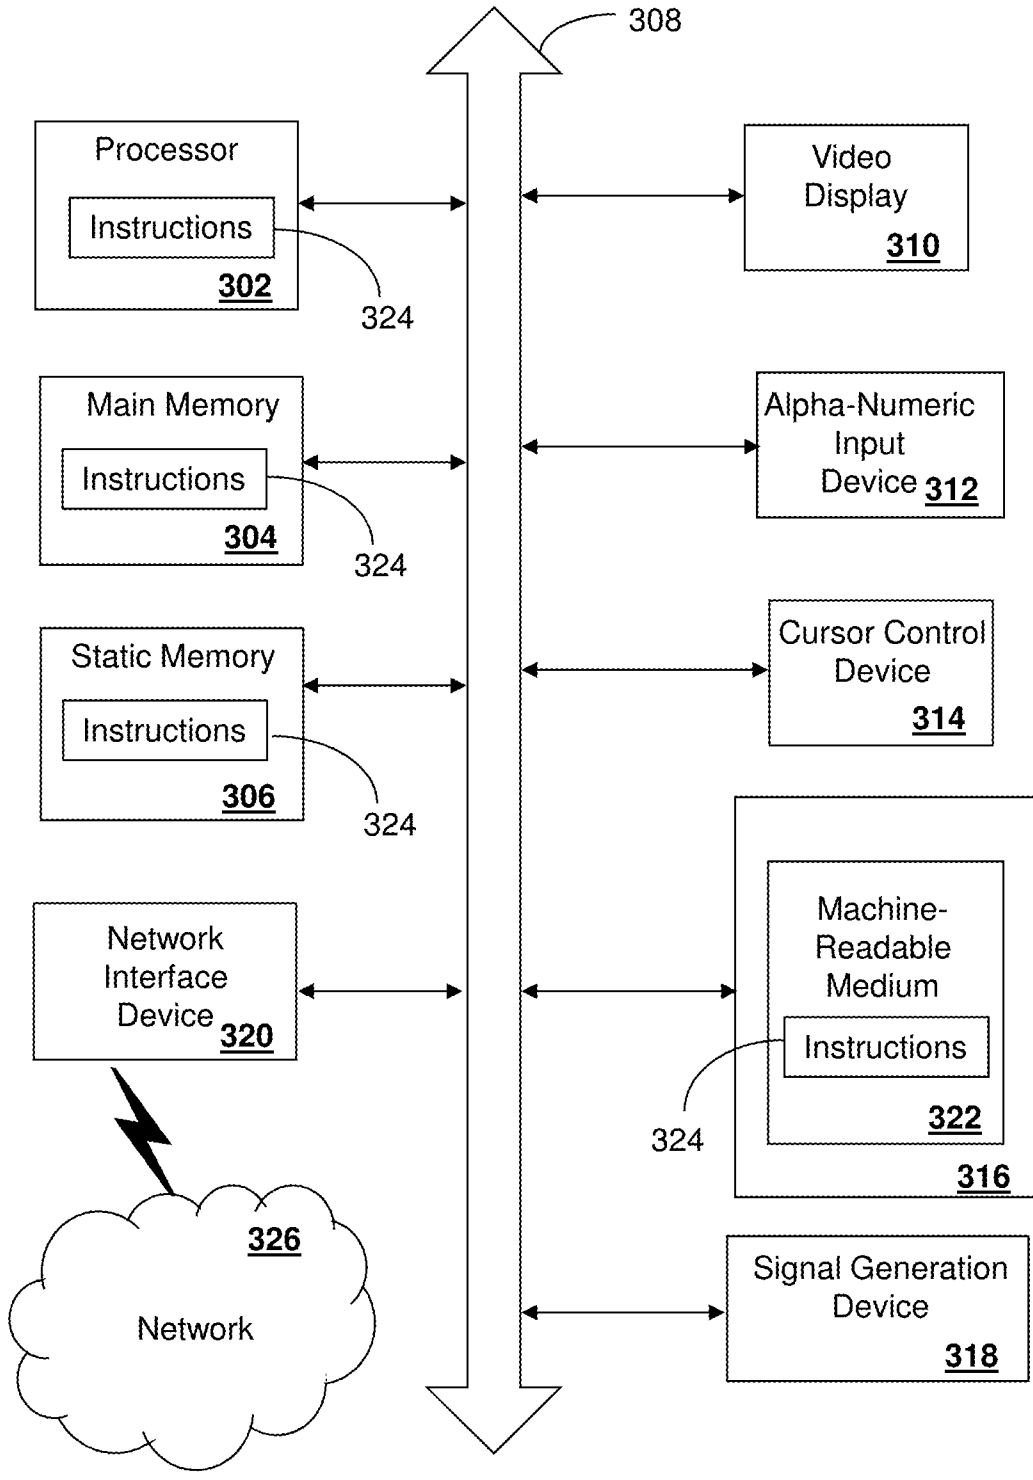 308
Processor
Instructions
302
324
Main Memory
Instructions
304
324
Static Memory
Instructions
306
324
Network
Interface
Device 320
326
Network
Video
Display
310
Alpha-Numeric
Input
Device 312
Cursor Control
Device
314
Machine-
Readable
Medium
Instructions
324
322
316
Signal Generation
Device
318